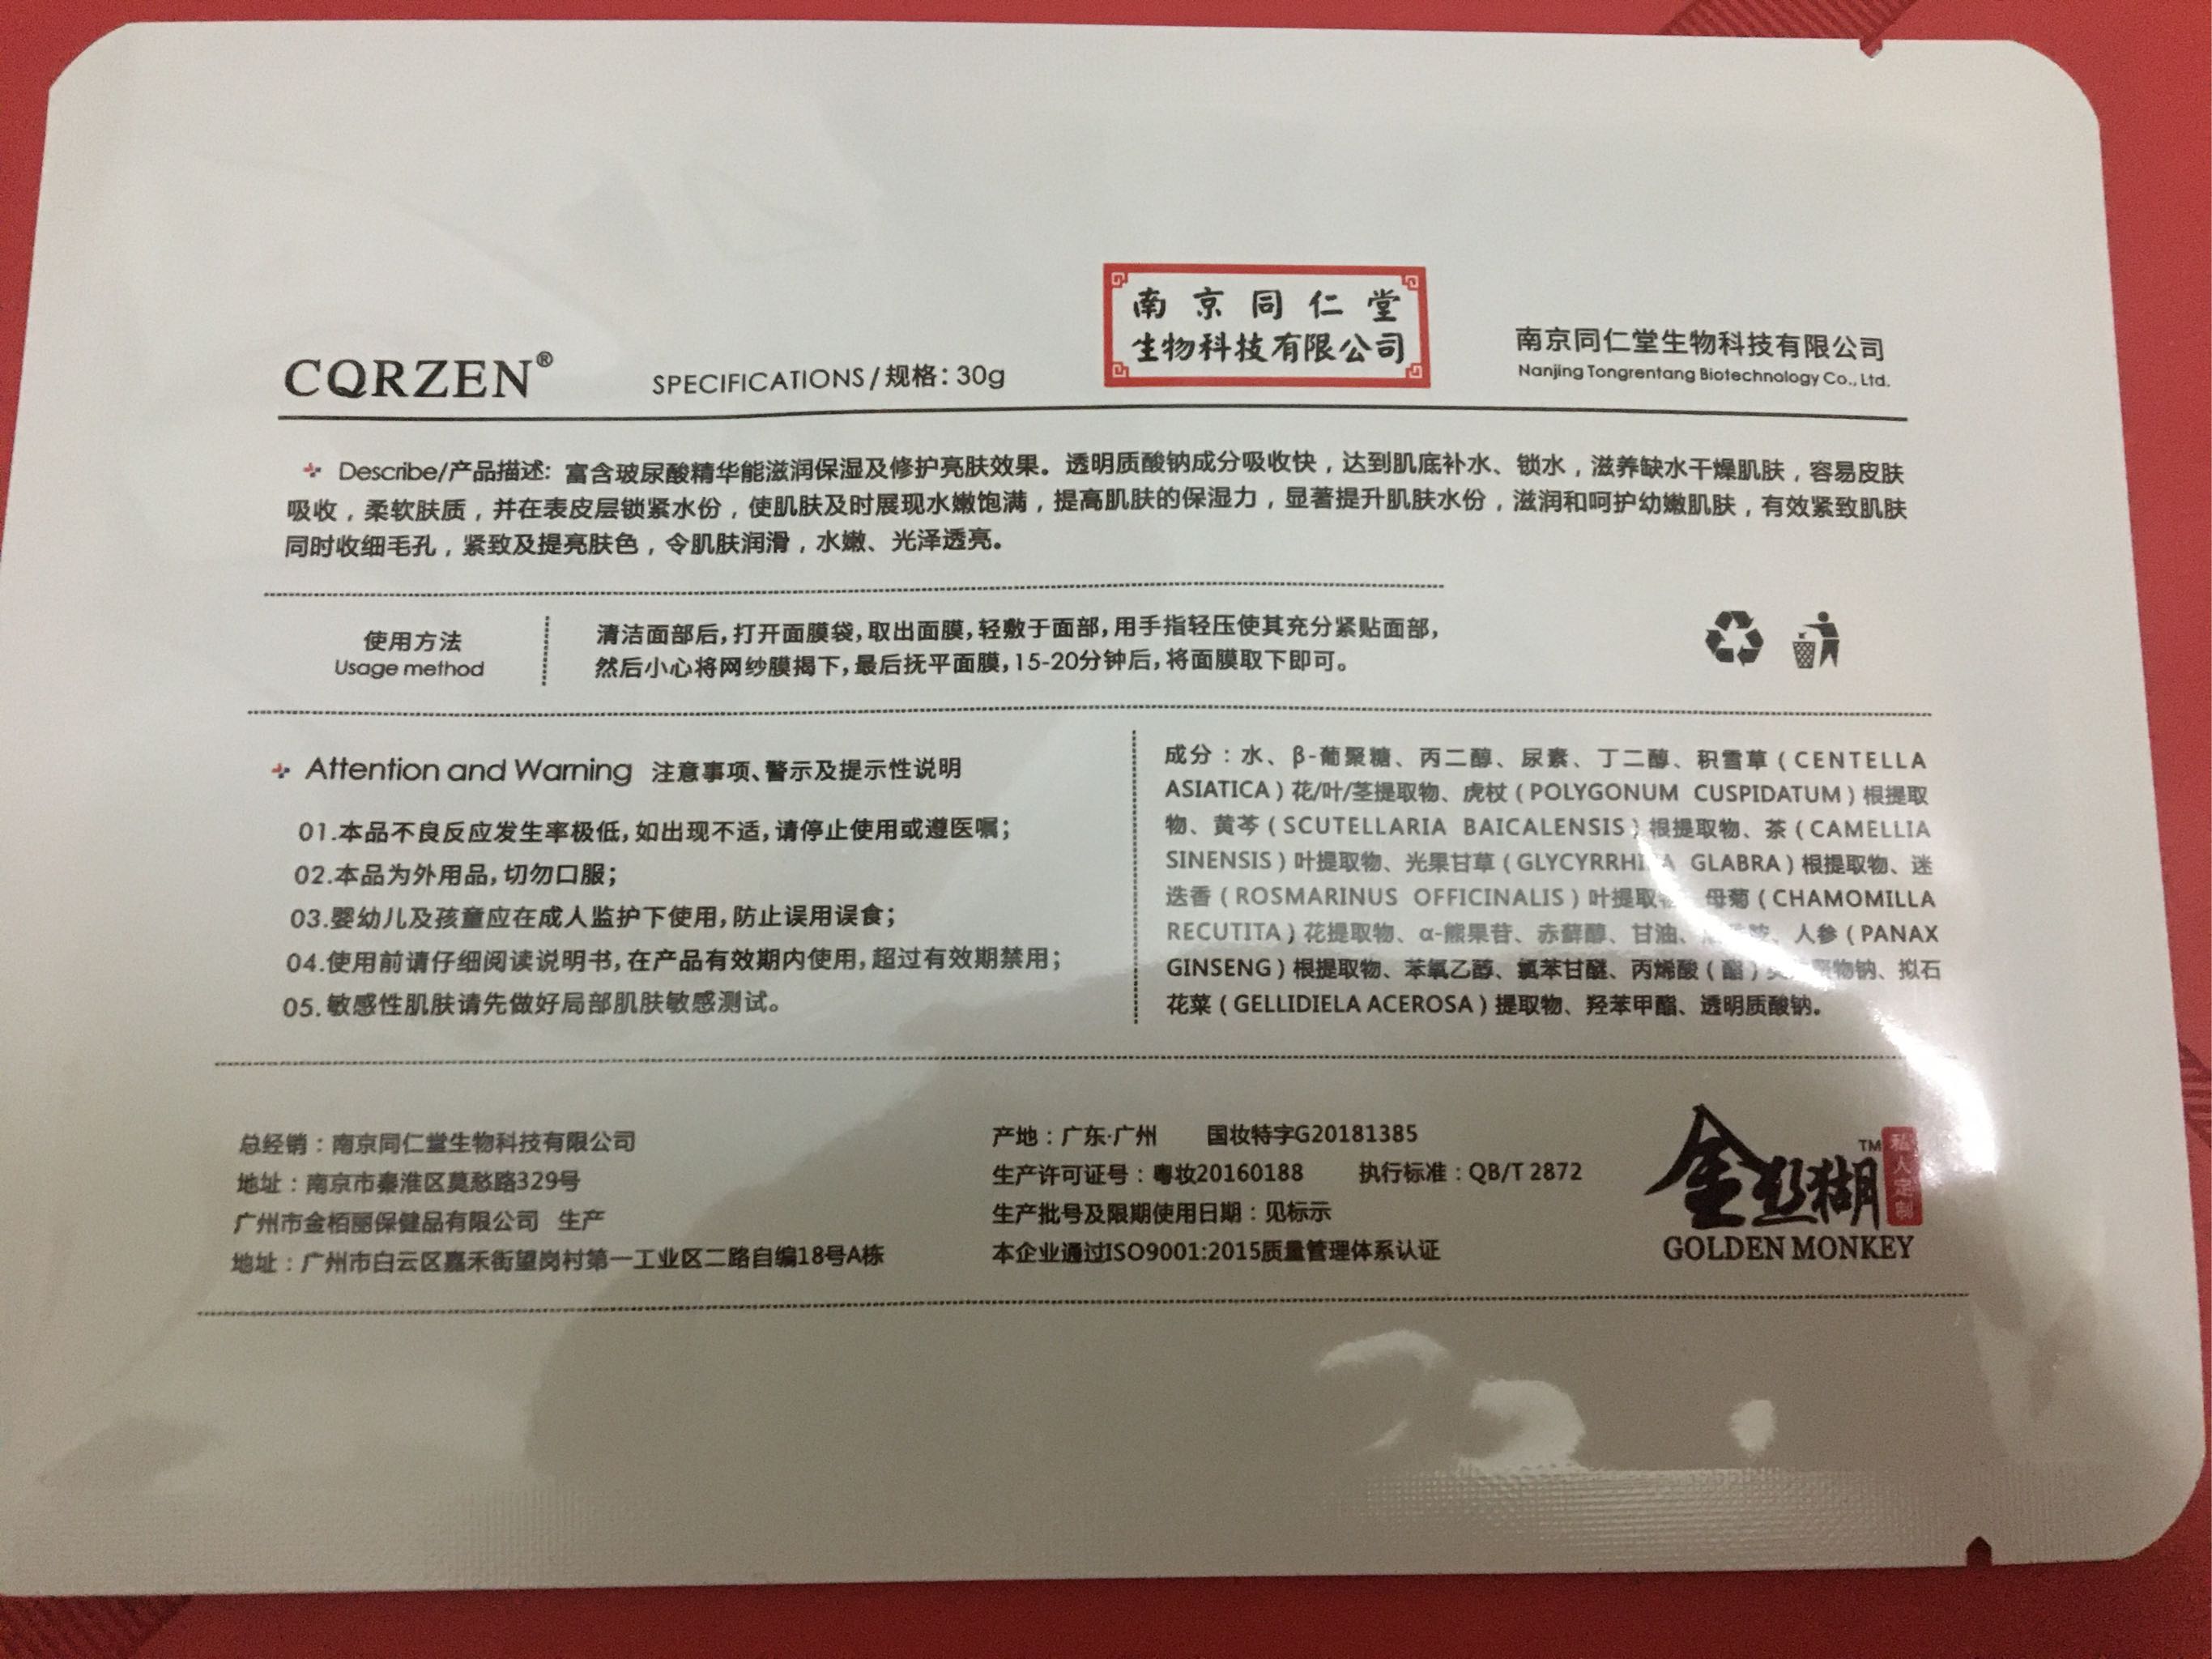 南京同仁堂
生物科技有限公司
CQRZEN®
SPECIFICATIONS/规格: 30g
南京同仁堂生物科技有限公司
Nanjing Tongrentang Biotechnology Co., Ltd.
Describe/产品描述: 富含玻尿酸精华能滋润保湿及修护亮肤效果。透明质酸钠成分吸收快，达到肌底补水、锁水，滋养缺水干燥肌肤，容易皮肤
吸收，柔软肤质，并在表皮层锁紧水份，使肌肤及时展现水嫩饱满，提高肌肤的保湿力，显著提升肌肤水份，滋润和呵护幼嫩肌肤，有效紧致肌肤
同时收细毛孔，紧致及提亮肤色，令肌肤润滑，水嫩、光泽透亮。
使用方法
Usage method
清洁面部后，打开面膜袋，取出面膜，轻敷于面部，用手指轻压使其充分紧贴面部，
然后小心将网纱膜揭下，最后抚平面膜，15-20分钟后，将面膜取下即可。
Attention and Warning 注意事项、警示及提示性说明
01.本品不良反应发生率极低，如出现不适，请停止使用或遵医嘱；
02.本品为外用品，切勿口服；
03.婴幼儿及孩童应在成人监护下使用，防止误用误食；
04.使用前请仔细阅读说明书，在产品有效期内使用，超过有效期禁用；
05.敏感性肌肤请先做好局部肌肤敏感测试。
成分：水、β-葡聚糖、丙二醇、尿素、丁二醇、积雪草（CENTELLA
ASIATICA）花/叶/茎提取物、虎杖（POLYGONUM CUSPIDATUM）根提取
物、黄芩（SCUTELLARIA BAICALENSIS）根提取物、茶（CAMELLIA
SINENSIS）叶提取物、光果甘草（ GLABRA）根提取物、迷
迭香（ROSMARINUS OFFICINALIS）叶提取 母菊（CHAMOMILLA
RECUTITA）花提取物、α-熊果苷、赤藓醇、甘油、 、人参（PANAX
GINSENG）根提取物、苯氧乙醇、氯苯甘醚、丙烯酸（酯） 物钠、拟石
花菜（GELLIDIELA ACEROSA）提取物、羟苯甲酯、透明质酸钠。
总经销：南京同仁堂生物科技有限公司
地址：南京市秦淮区莫愁路329号
广州市金栢丽保健品有限公司 生产
地址：广州市白云区嘉禾街望岗村第一工业区二路自编18号A栋
产地：广东·广州 国妆特字G20181385
生产许可证号：粤妆20160188 执行标准：QB/T 2872
生产批号及限期使用日期：见标示
本企业通过ISO9001:2015质量管理体系认证
金丝猴™
私人定制
GOLDEN MONKEY